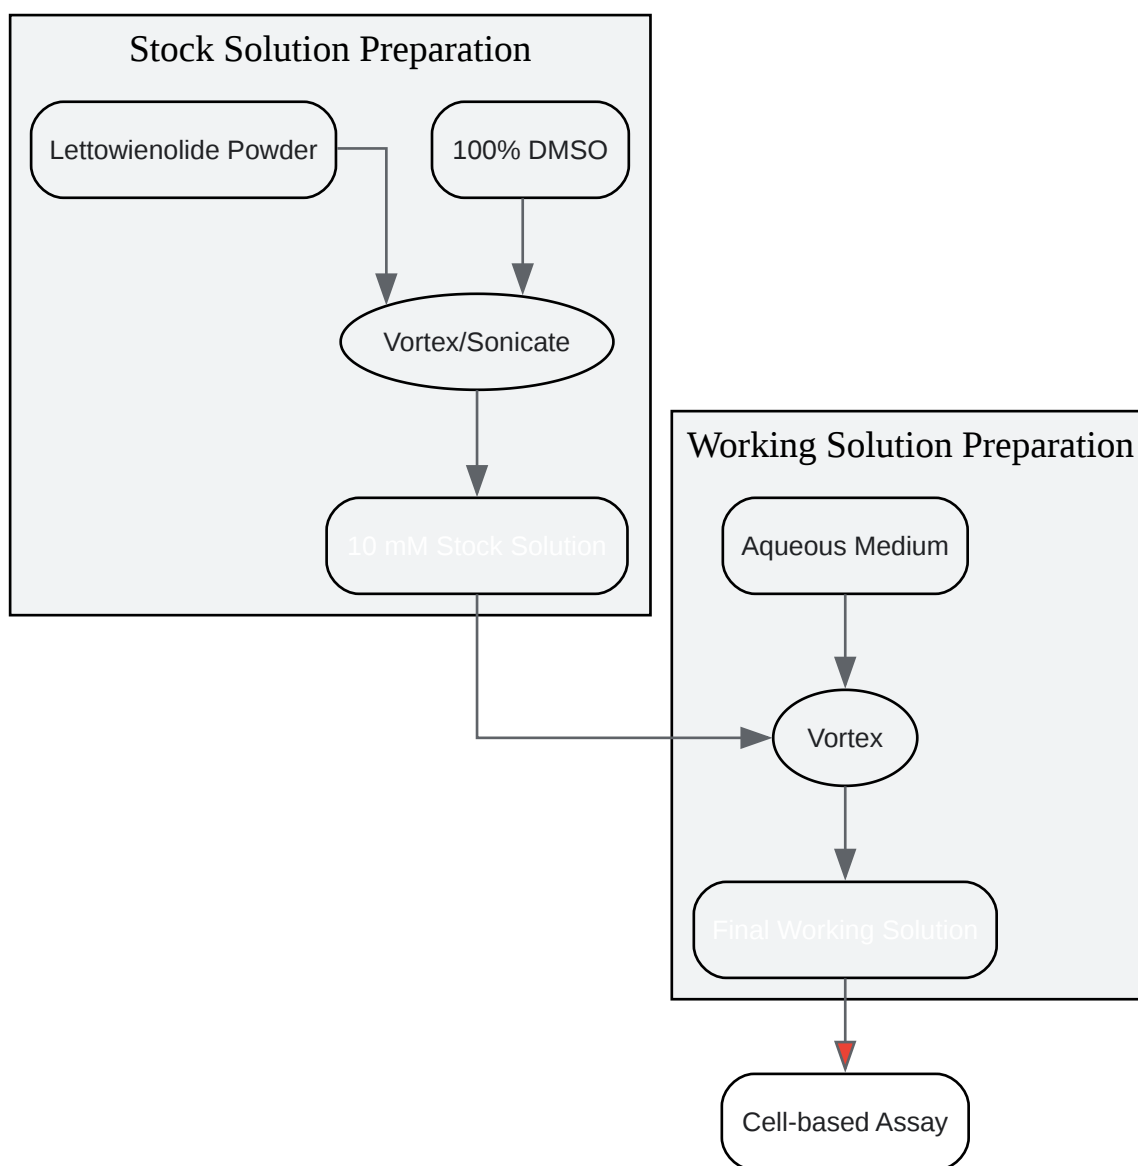 Stock Solution Preparation
Lettowienolide Powder
100% DMSO
Vortex/Sonicate
10 mM Stock Solution
Working Solution Preparation
Aqueous Medium
Vortex
Final Working Solution
Cell-based Assay